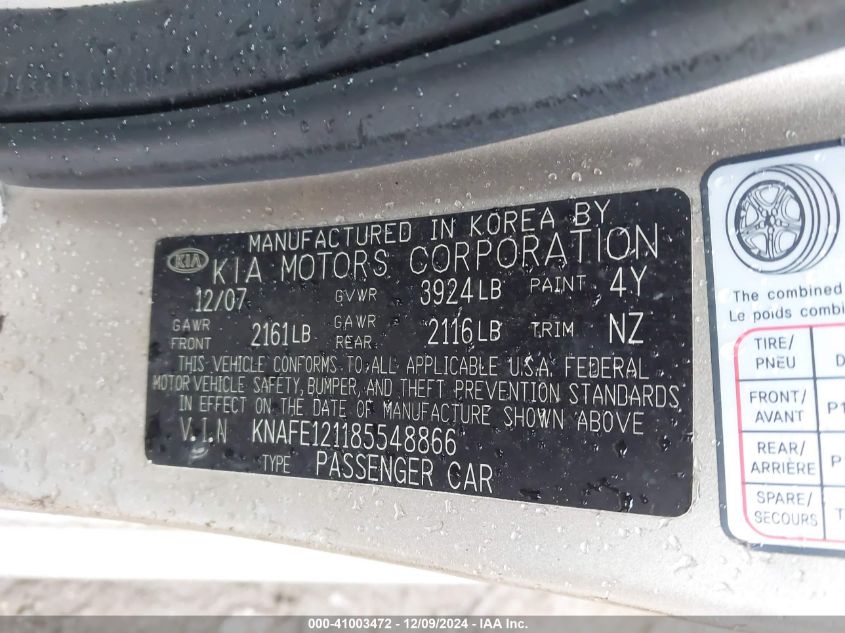 MANUFACTURED IN KOREA BY
KIA KIA MOTORS CORPORATION
12/07 GVWR 3924LB PAINT 4Y
GAWR FRONT 2161LB GAWR REAR 2116LB TRIM NZ
THIS VEHICLE CONFORMS TO ALL APPLICABLE U.S.A. FEDERAL
MOTOR VEHICLE SAFETY, BUMPER, AND THEFT PREVENTION STANDARDS
IN EFFECT ON THE DATE OF MANUFACTURE SHOWN ABOVE
V.I.N KNAFE121185548866
TYPE PASSENGER CAR
The combined
Le poids combin
TIRE/
PNEU D
FRONT/
AVANT P1
REAR/
ARRIÈRE P
SPARE/
SECOURS T
000-41003472 - 12/09/2024 - IAA Inc.